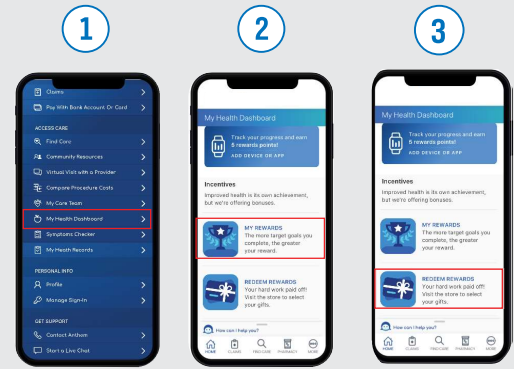 1
2
3
Claims
Pay With Bank Account Or Card
ACCESS CARE
Find Care
Community Resources
Virtual Visit with a Provider
Compare Procedure Costs
My Care Team
My Health Dashboard
Symptoms Checker
My Heath Records
PERSONAL INFO
Profile
Manage Sign-In
GET SUPPORT
Contact Anthem
Start a Live Chat
My Health Dashboard
Track your progress and earn
5 rewards points!
ADD DEVICE OR APP
Incentives
Improved health is its own achievement,
but we're offering bonuses.
MY REWARDS
The more target goals you
complete, the greater
your reward.
REDEEM REWARDS
Your hard work paid off!
Visit the store to select
your gifts.
How can I help you?
HOME CLAIMS FIND CARE PHARMACY MORE
My Health Dashboard
Track your progress and earn
5 rewards points!
ADD DEVICE OR APP
Incentives
Improved health is its own achievement,
but we're offering bonuses.
MY REWARDS
The more target goals you
complete, the greater
your reward.
REDEEM REWARDS
Your hard work paid off!
Visit the store to select
your gifts.
How can I help you?
HOME CLAIMS FIND CARE PHARMACY MORE